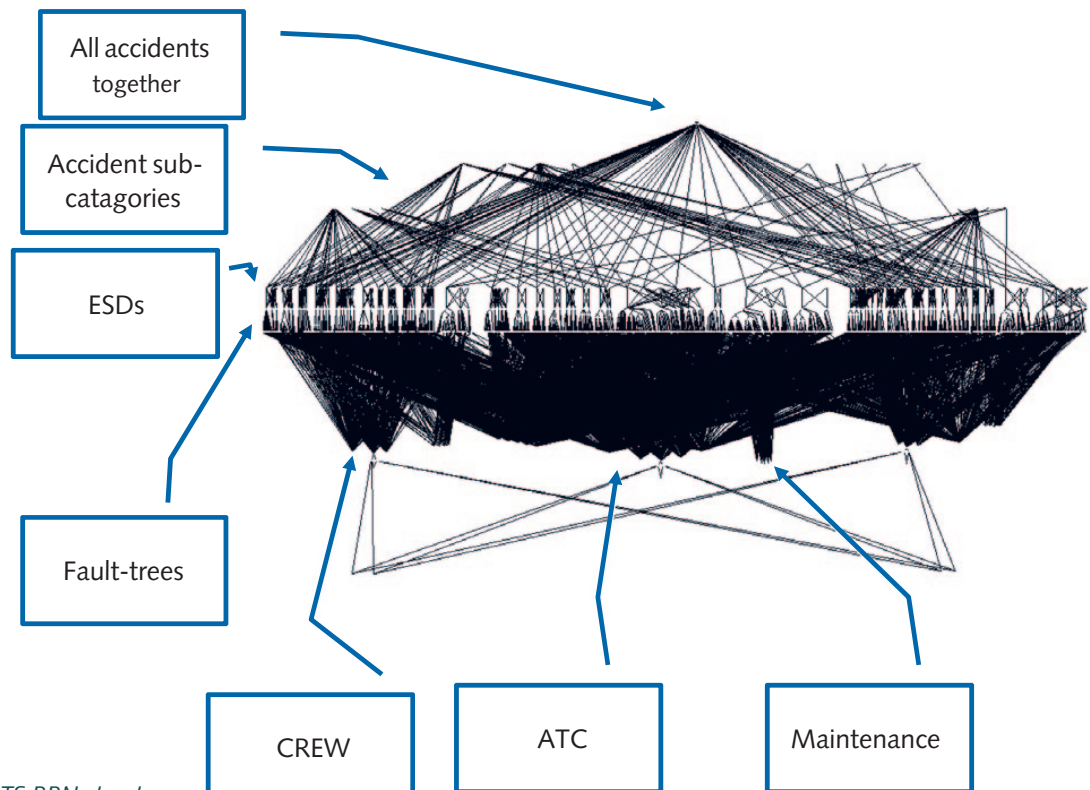 All accidents
together
Accident sub-
catagories
ESDs
Fault-trees
CREW
ATC
Maintenance